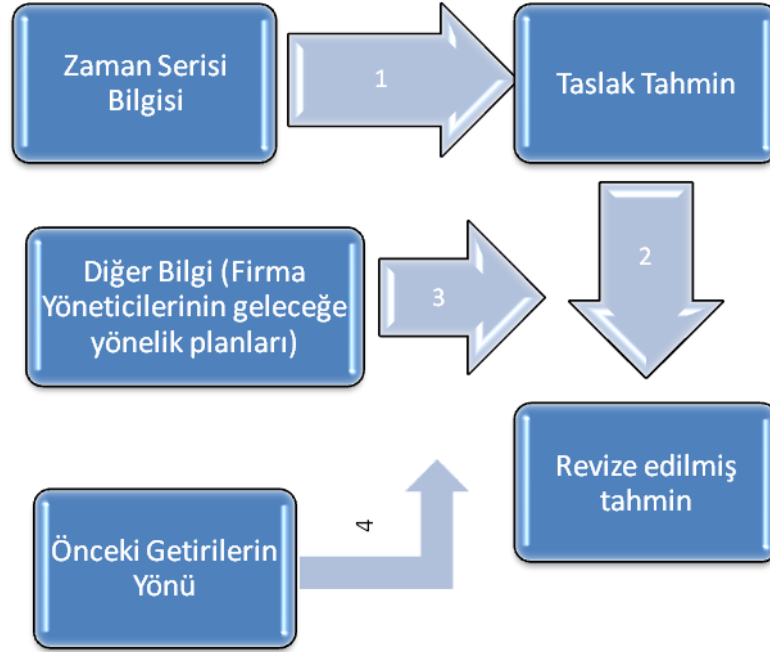 Zaman Serisi
Bilgisi
1
Taslak Tahmin
2
Diğer Bilgi (Firma
Yöneticilerinin geleceğe
yönelik planları)
3
Revize edilmiş
tahmin
4
Önceki Getirilerin
Yönü